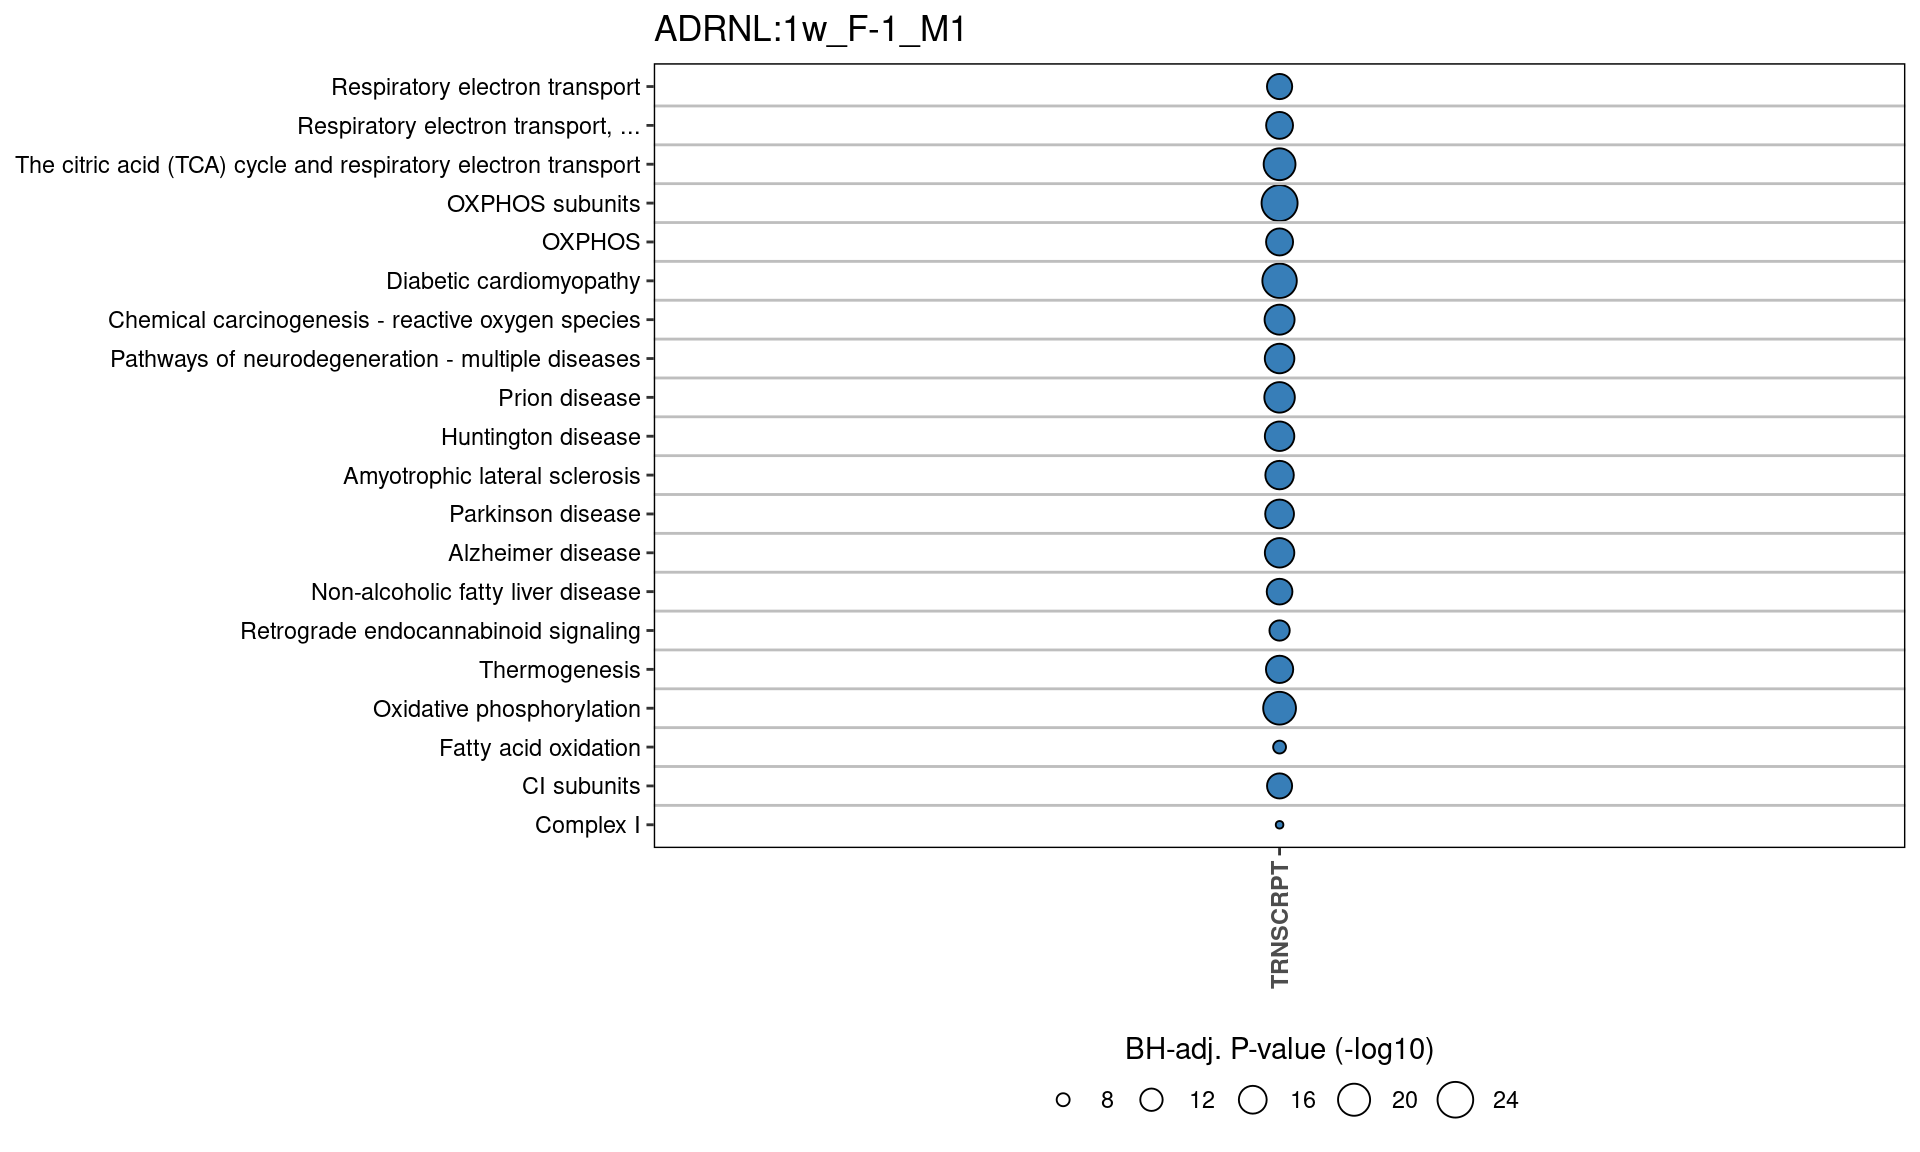 ADRNL:1w_F-1_M1
Respiratory electron transport
Respiratory electron transport, ...
The citric acid (TCA) cycle and respiratory electron transport
OXPHOS subunits
OXPHOS
Diabetic cardiomyopathy
Chemical carcinogenesis - reactive oxygen species
Pathways of neurodegeneration - multiple diseases
Prion disease
Huntington disease
Amyotrophic lateral sclerosis
Parkinson disease
Alzheimer disease
Non-alcoholic fatty liver disease
Retrograde endocannabinoid signaling
Thermogenesis
Oxidative phosphorylation
Fatty acid oxidation
CI subunits
Complex I
TRNSCRPT
BH-adj. P-value (-log10)
8 12 16 20 24